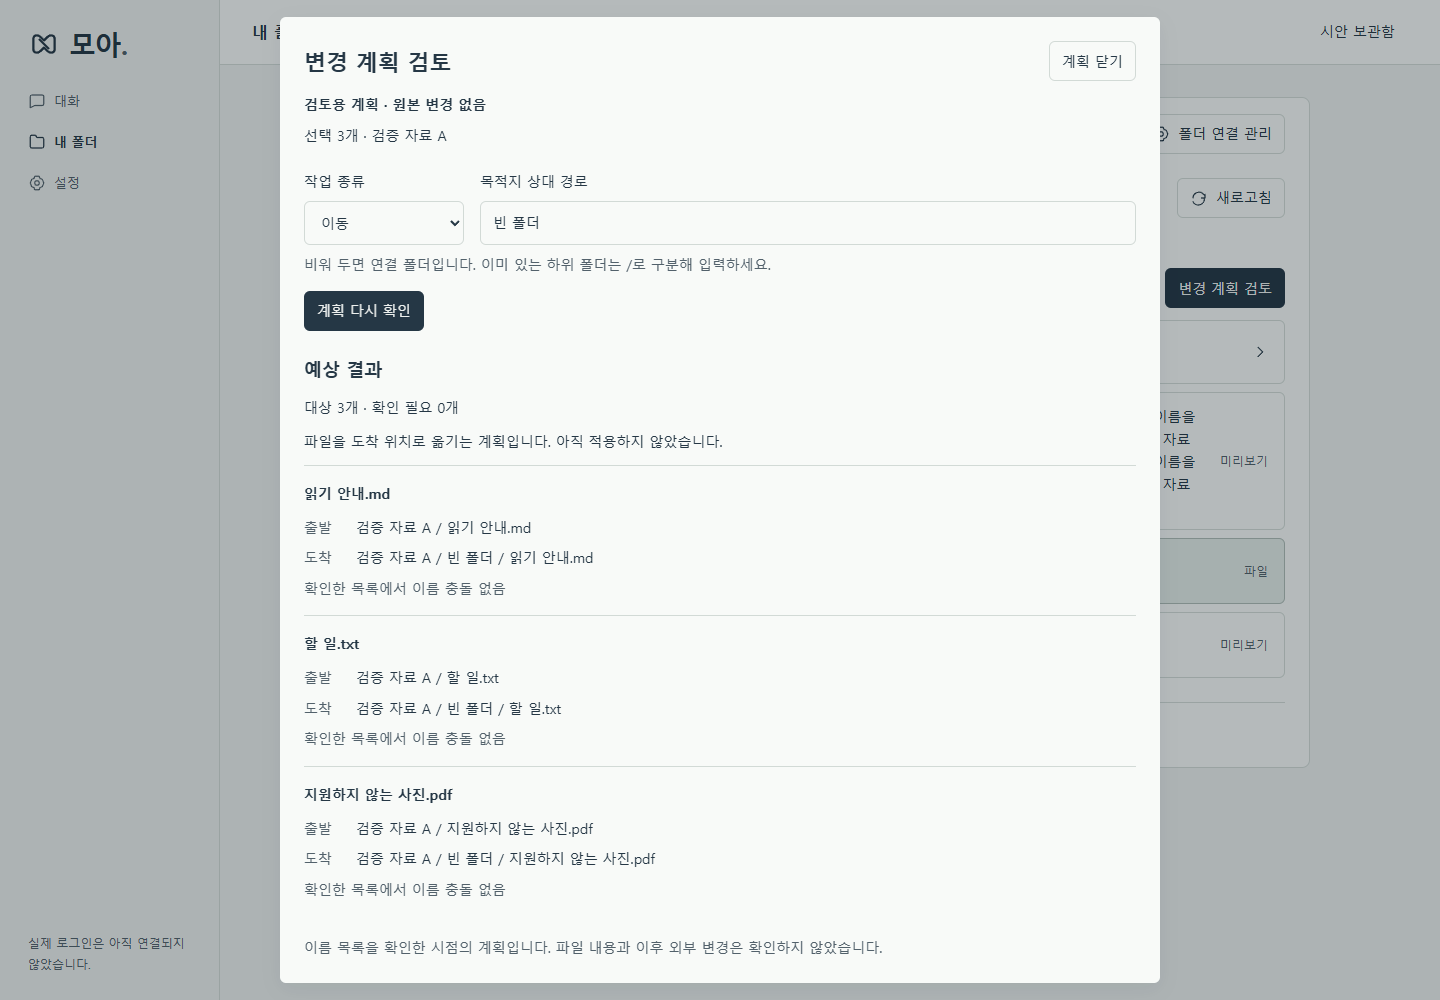 모아.
대화
내 폴더
설정
실제 로그인은 아직 연결되지
않았습니다.
내
시안 보관함
폴더 연결 관리
새로고침
변경 계획 검토
이름을
자료
이름을
자료
미리보기
파일
미리보기
변경 계획 검토
계획 닫기
검토용 계획 · 원본 변경 없음
선택 3개 · 검증 자료 A
작업 종류
목적지 상대 경로
이동
빈 폴더
비워 두면 연결 폴더입니다. 이미 있는 하위 폴더는 /로 구분해 입력하세요.
계획 다시 확인
예상 결과
대상 3개 · 확인 필요 0개
파일을 도착 위치로 옮기는 계획입니다. 아직 적용하지 않았습니다.
읽기 안내.md
출발 검증 자료 A / 읽기 안내.md
도착 검증 자료 A / 빈 폴더 / 읽기 안내.md
확인한 목록에서 이름 충돌 없음
할 일.txt
출발 검증 자료 A / 할 일.txt
도착 검증 자료 A / 빈 폴더 / 할 일.txt
확인한 목록에서 이름 충돌 없음
지원하지 않는 사진.pdf
출발 검증 자료 A / 지원하지 않는 사진.pdf
도착 검증 자료 A / 빈 폴더 / 지원하지 않는 사진.pdf
확인한 목록에서 이름 충돌 없음
이름 목록을 확인한 시점의 계획입니다. 파일 내용과 이후 외부 변경은 확인하지 않았습니다.